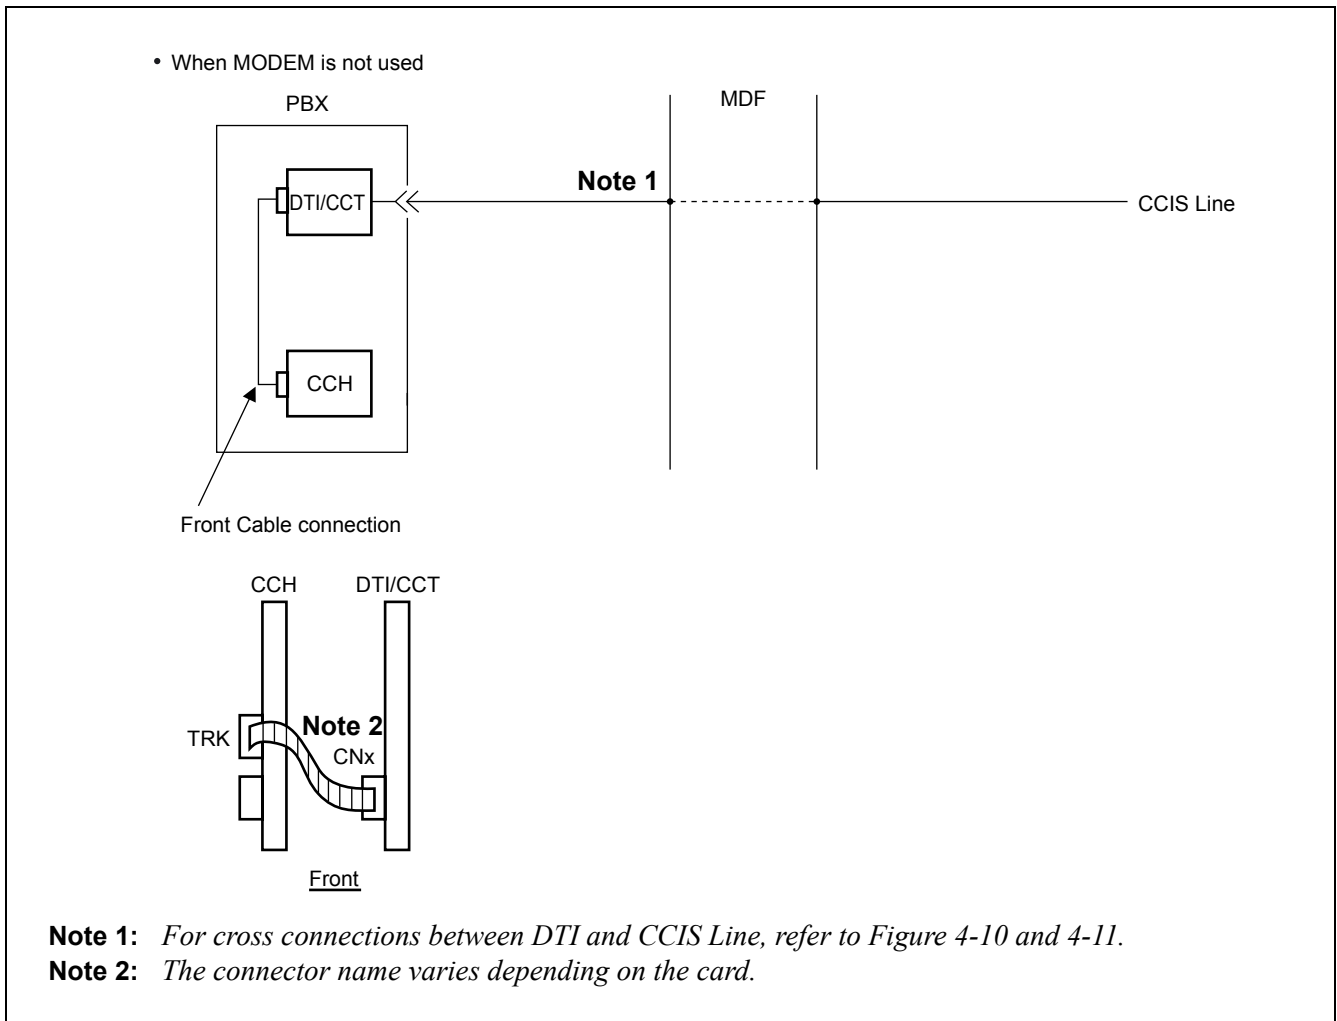 • When MODEM is not used
PBX
MDF
DTI/CCT
Note 1
CCIS Line
CCH
Front Cable connection
CCH
DTI/CCT
TRK
Note 2
CNx
Front
Note 1: For cross connections between DTI and CCIS Line, refer to Figure 4-10 and 4-11.
Note 2: The connector name varies depending on the card.